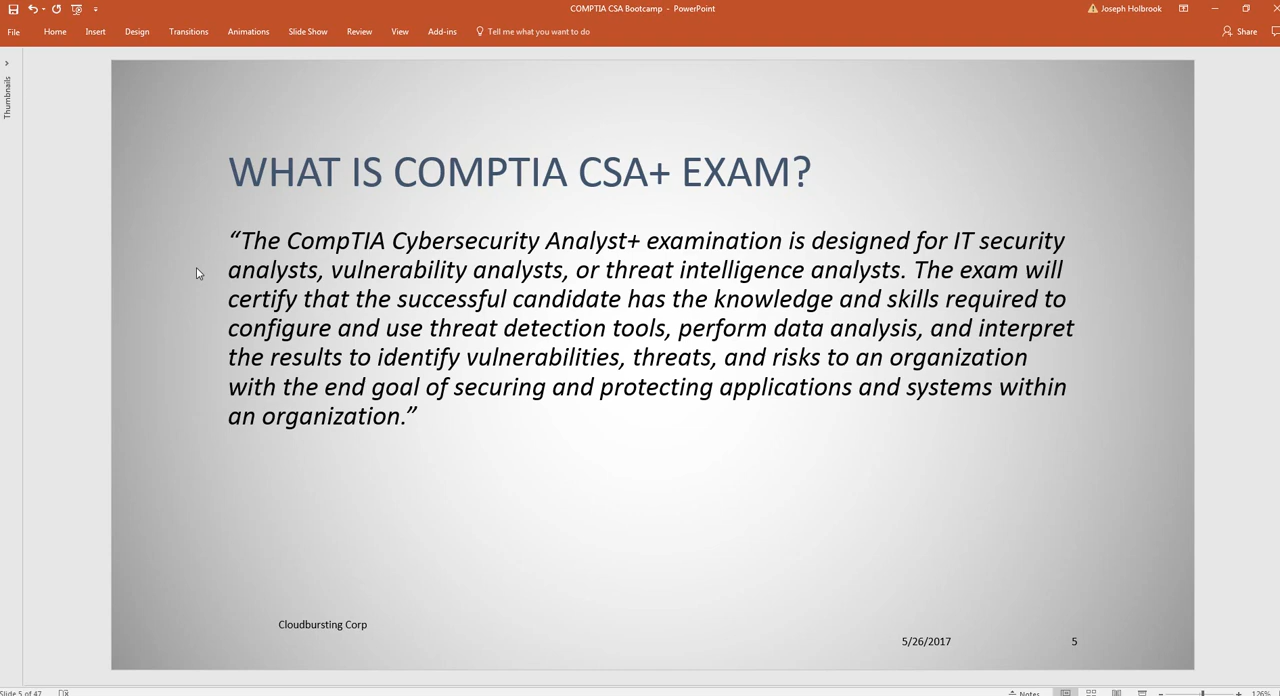 COMPTIA CSA Bootcamp - PowerPoint
Joseph Holbrook
File Home Insert Design Transitions Animations Slide Show Review View Add-ins Tell me what you want to do
Share
Thumbnails
WHAT IS COMPTIA CSA+ EXAM?
“The CompTIA Cybersecurity Analyst+ examination is designed for IT security
analysts, vulnerability analysts, or threat intelligence analysts. The exam will
certify that the successful candidate has the knowledge and skills required to
configure and use threat detection tools, perform data analysis, and interpret
the results to identify vulnerabilities, threats, and risks to an organization
with the end goal of securing and protecting applications and systems within
an organization.”
Cloudbursting Corp
5/26/2017 5
Slide 5 of 47 Notes 126%